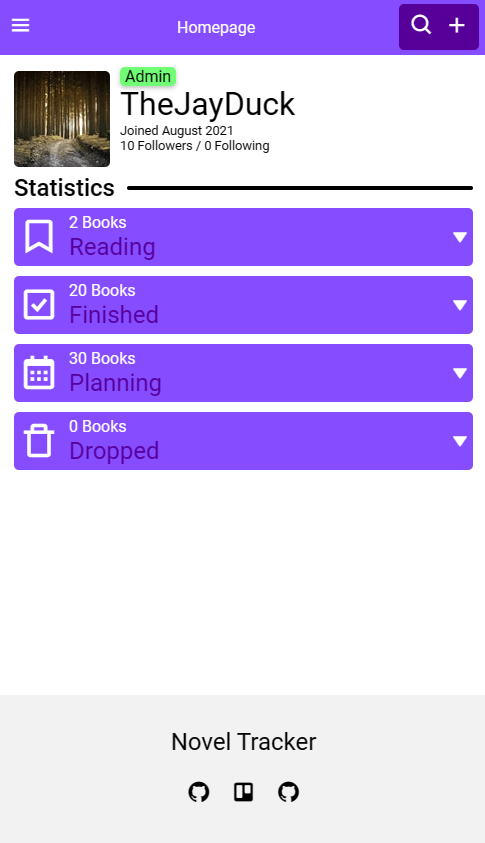 Homepage
Admin
TheJayDuck
Joined August 2021
10 Followers / 0 Following
Statistics
2 Books
Reading
20 Books
Finished
30 Books
Planning
0 Books
Dropped
Novel Tracker